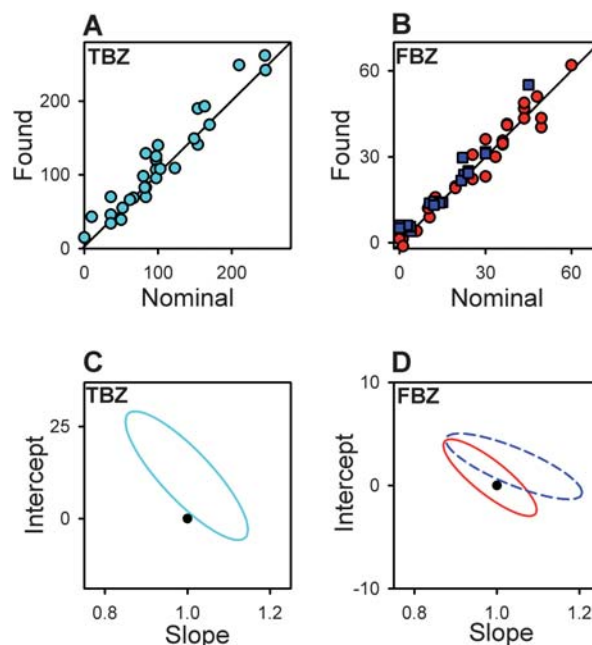 A
TBZ
200
100
0
Found
0 100 200
Nominal
B
FBZ
60
30
0
Found
0 30 60
Nominal
C
TBZ
25
0
Intercept
0.8 1.0 1.2
Slope
D
FBZ
10
0
-10
Intercept
0.8 1.0 1.2
Slope